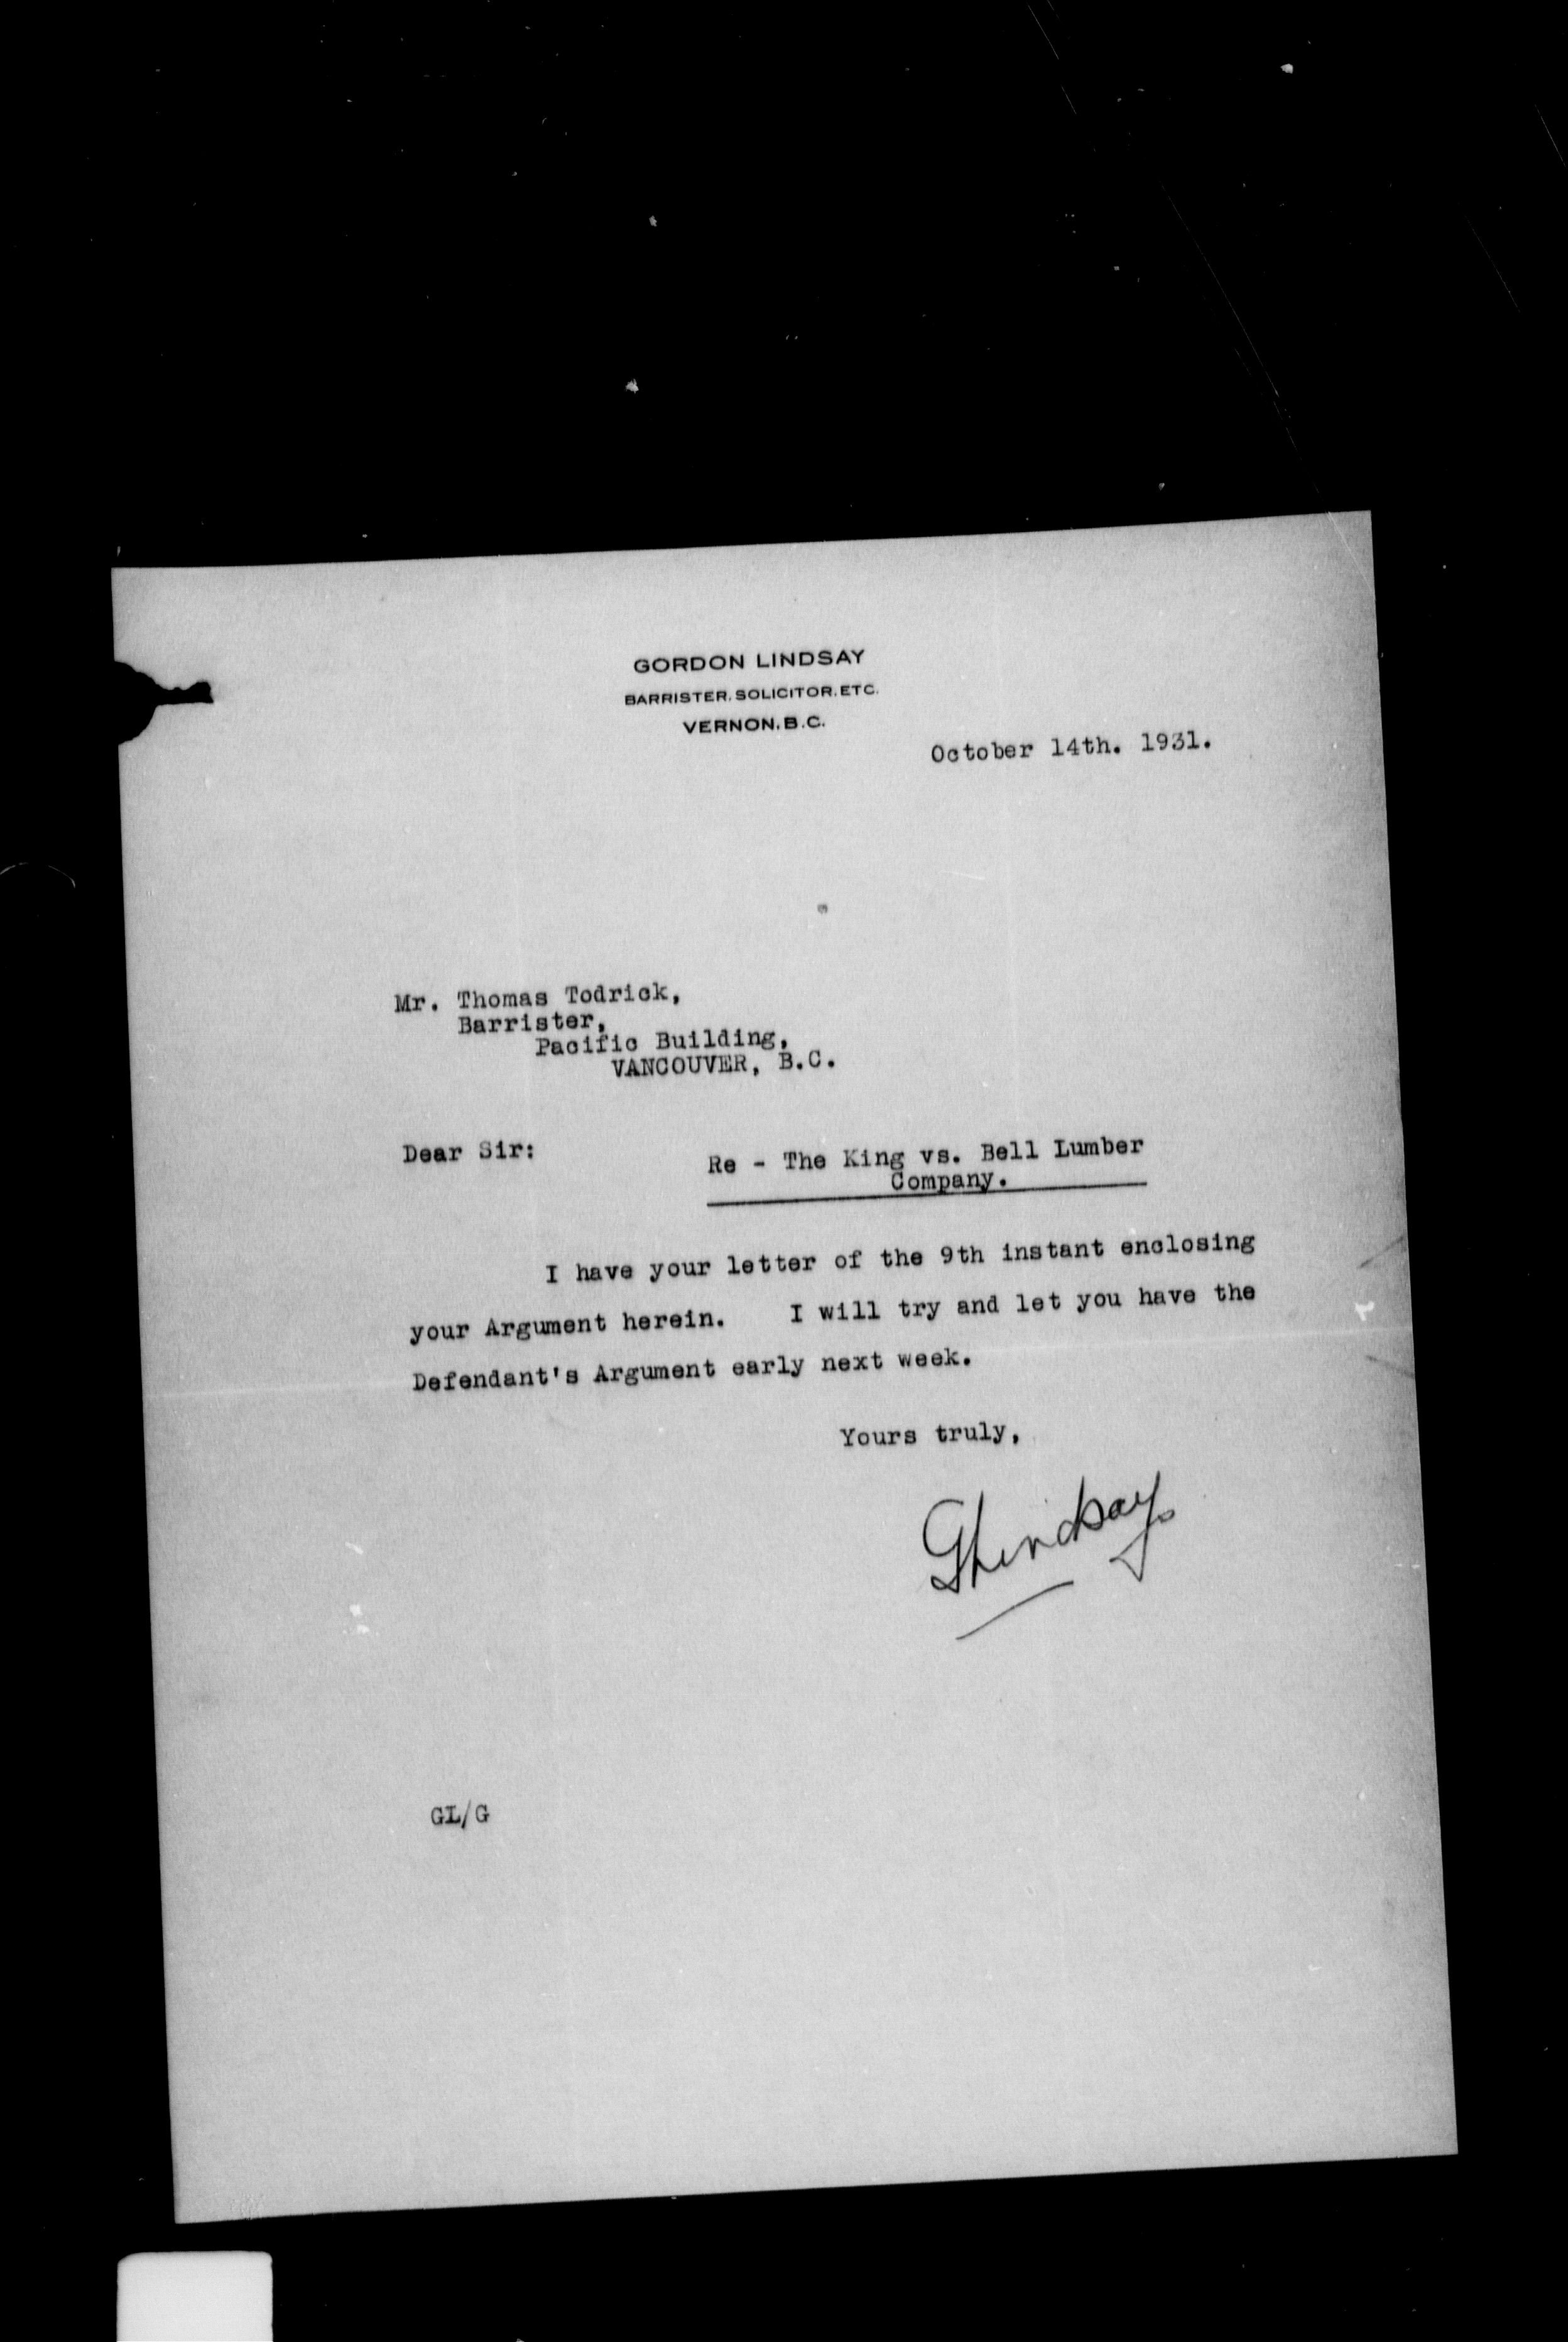 GORDON LINDSAY
BARRISTER, SOLICITOR, ETC.
VERNON, B.C.
October 14th. 1931.
Mr. Thomas Todrick,
Barrister,
Pacific Building,
VANCOUVER, B.C.
Dear Sir:
Re - The King vs. Bell Lumber
Company.
I have your letter of the 9th instant enclosing
your Argument herein. I will try and let you have the
Defendant's Argument early next week.
Yours truly,
GLindsay
GL/G